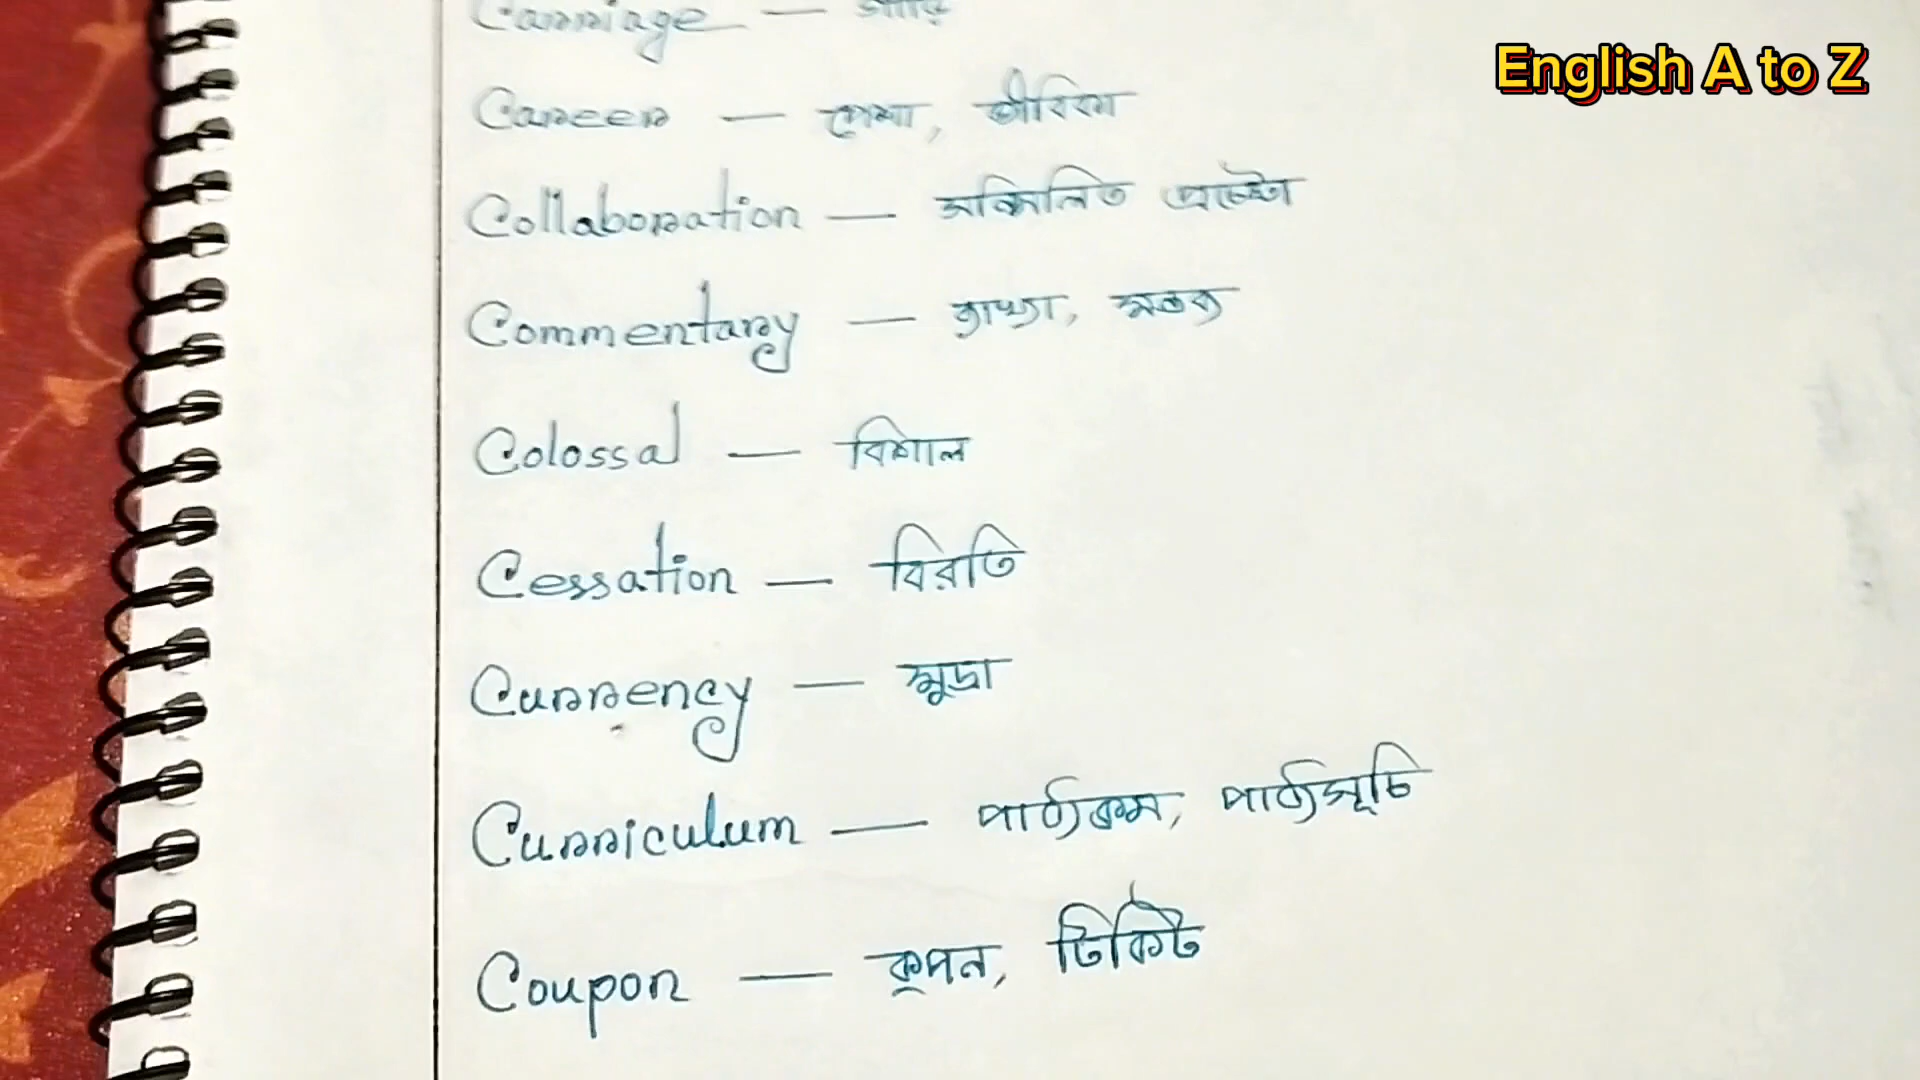 English A to Z
Carriage — গাড়ি
Career — পেশা, জীবিকা
Collaboration — সম্মিলিত প্রচেষ্টা
Commentary — ব্যাখ্যা, মন্তব্য
Colossal — বিশাল
Cessation — বিরতি
Currency — মুদ্রা
Curriculum — পাঠ্যক্রম, পাঠ্যসূচি
Coupon — কূপন, টিকিট